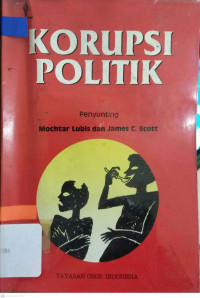 KORUPSI
POLITIK
Penyunting
Mochtar Lubis dan James C. Scott
YAYASAN OBOR INDONESIA